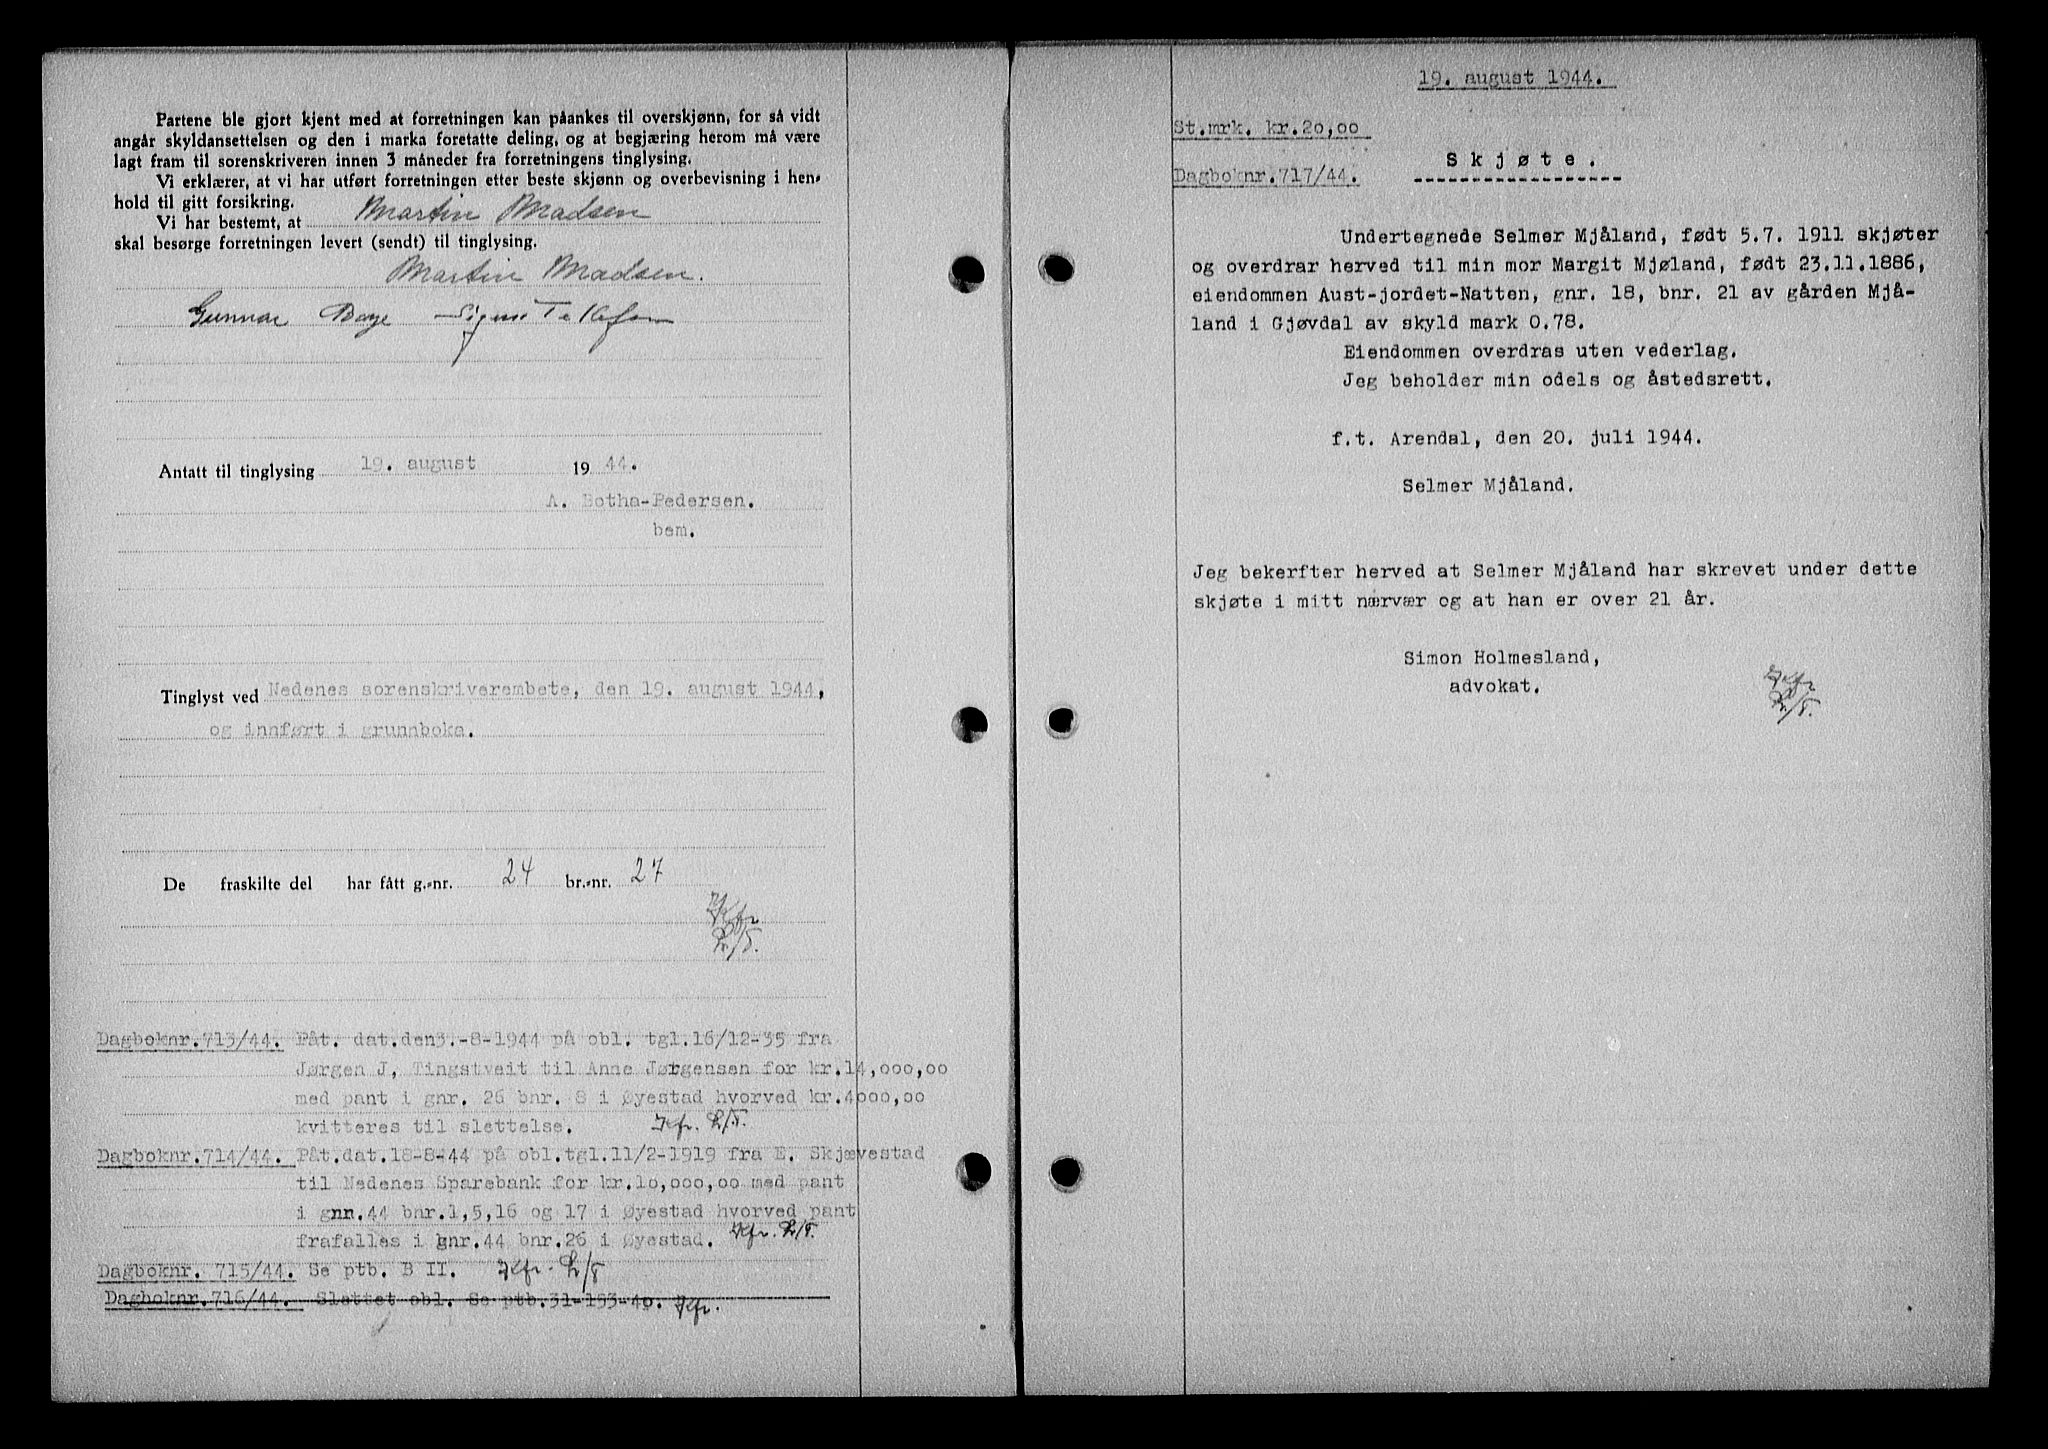 Partene ble gjort kjent med at forretningen kan påankes til overskjønn, for så vidt
angår skyldansettelsen og den i marka foretatte deling, og at begjæring herom må være
lagt fram til sorenskriveren innen 3 måneder fra forretningens tinglysing.
Vi erklærer, at vi har utført forretningen etter beste skjønn og overbevisning i hen-
hold til gitt forsikring.
Vi har bestemt, at Martin Madsen
skal besørge forretningen levert (sendt) til tinglysing.
Martin Madsen.
Gunnar
Antatt til tinglysing 19. august 1944.
A. Botha-Pedersen.
bem.
Tinglyst ved Nedenes sorenskriverembete, den 19. august 1944,
og innført i grunnboka.
De fraskilte del har fått g.-nr. 24 br.-nr. 27
Dagboknr.713/44. Påt. dat.den3.-8-1944 på obl. tgl.16/12-35 fra
Jørgen J, Tingstveit til Anne Jørgensen for kr.14,000,00
med pant i gnr. 26 bnr. 8 i Øyestad hvorved kr.4000,00
kvitteres til slettelse.
Dagboknr.714/44. Påt.dat.18-8-44 på obl.tgl.11/2-1919 fra E. Skjævestad
til Nedenes Sparebank for kr.10,000,00 med pant
i gnr.44 bnr.1,5,16 og 17 i Øyestad hvorved pant
frafalles i gnr.44 bnr.26 i Øyestad.
Dagboknr. 715/44. Se ptb. B II.
Dagboknr.716/44. Slettet obl. Se ptb.31-153-40.
19. august 1944.
St.mrk. kr.20,00
Skjøte.
Dagboknr.717/44.
Undertegnede Selmer Mjåland, født 5.7. 1911 skjøter
og overdrar herved til min mor Margit Mjøland, født 23.11.1886,
eiendommen Aust-jordet-Natten, gnr. 18, bnr. 21 av gården Mjå-
land i Gjøvdal av skyld mark 0.78.
Eiendommen overdras uten vederlag.
Jeg beholder min odels og åstedsrett.
f.t. Arendal, den 20. juli 1944.
Selmer Mjåland.
Jeg bekerfter herved at Selmer Mjåland har skrevet under dette
skjøte i mitt nærvær og at han er over 21 år.
Simon Holmesland,
advokat.